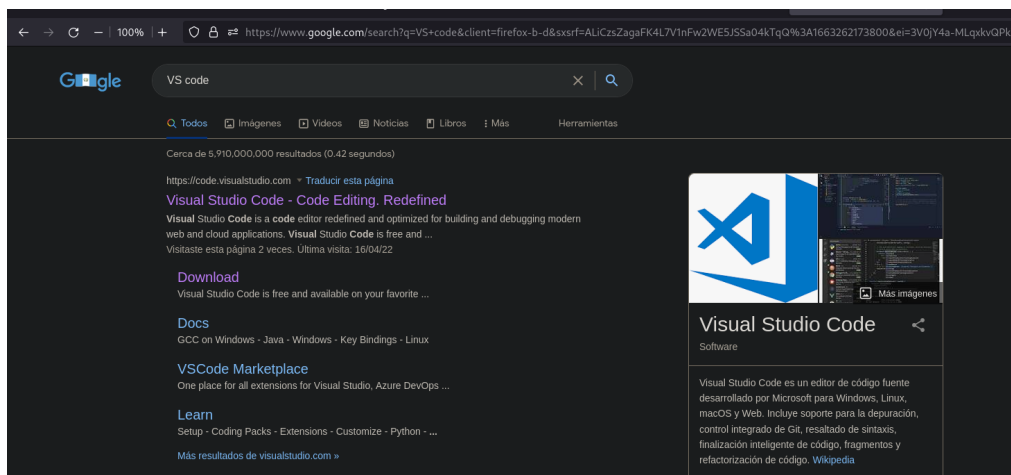 100%
https://www.google.com/search?q=VS+code&client=firefox-b-d&sxsrf=ALiCzsZagaFK4L7V1nFw2WE5JSSa04kTqQ%3A1663262173800&ei=3V0jY4a-MLqxkvQPk
VS code
Todos Imágenes Videos Noticias Libros Más Herramientas
Cerca de 5,910,000,000 resultados (0.42 segundos)
https://code.visualstudio.com Traducir esta página
Visual Studio Code - Code Editing. Redefined
Visual Studio Code is a code editor redefined and optimized for building and debugging modern
web and cloud applications. Visual Studio Code is free and ...
Visitaste esta página 2 veces. Última visita: 16/04/22
Download
Visual Studio Code is free and available on your favorite ...
Docs
GCC on Windows - Java - Windows - Key Bindings - Linux
VSCode Marketplace
One place for all extensions for Visual Studio, Azure DevOps ...
Learn
Setup - Coding Packs - Extensions - Customize - Python - ...
Más resultados de visualstudio.com »
Más imágenes
Visual Studio Code
Software
Visual Studio Code es un editor de código fuente
desarrollado por Microsoft para Windows, Linux,
macOS y Web. Incluye soporte para la depuración,
control integrado de Git, resaltado de sintaxis,
finalización inteligente de código, fragmentos y
refactorización de código. Wikipedia